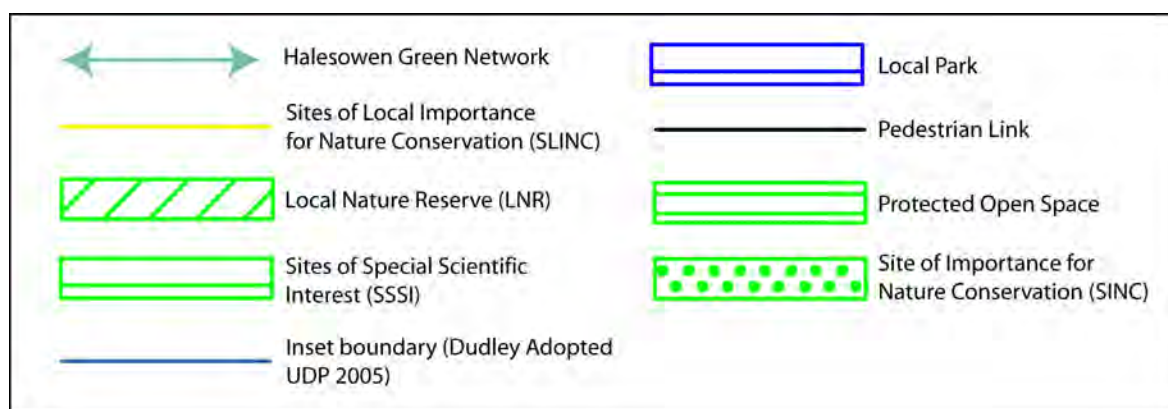 Halesowen Green Network
Sites of Local Importance
for Nature Conservation (SLINC)
Local Nature Reserve (LNR)
Sites of Special Scientific
Interest (SSSI)
Inset boundary (Dudley Adopted
UDP 2005)
Local Park
Pedestrian Link
Protected Open Space
Site of Importance for
Nature Conservation (SINC)